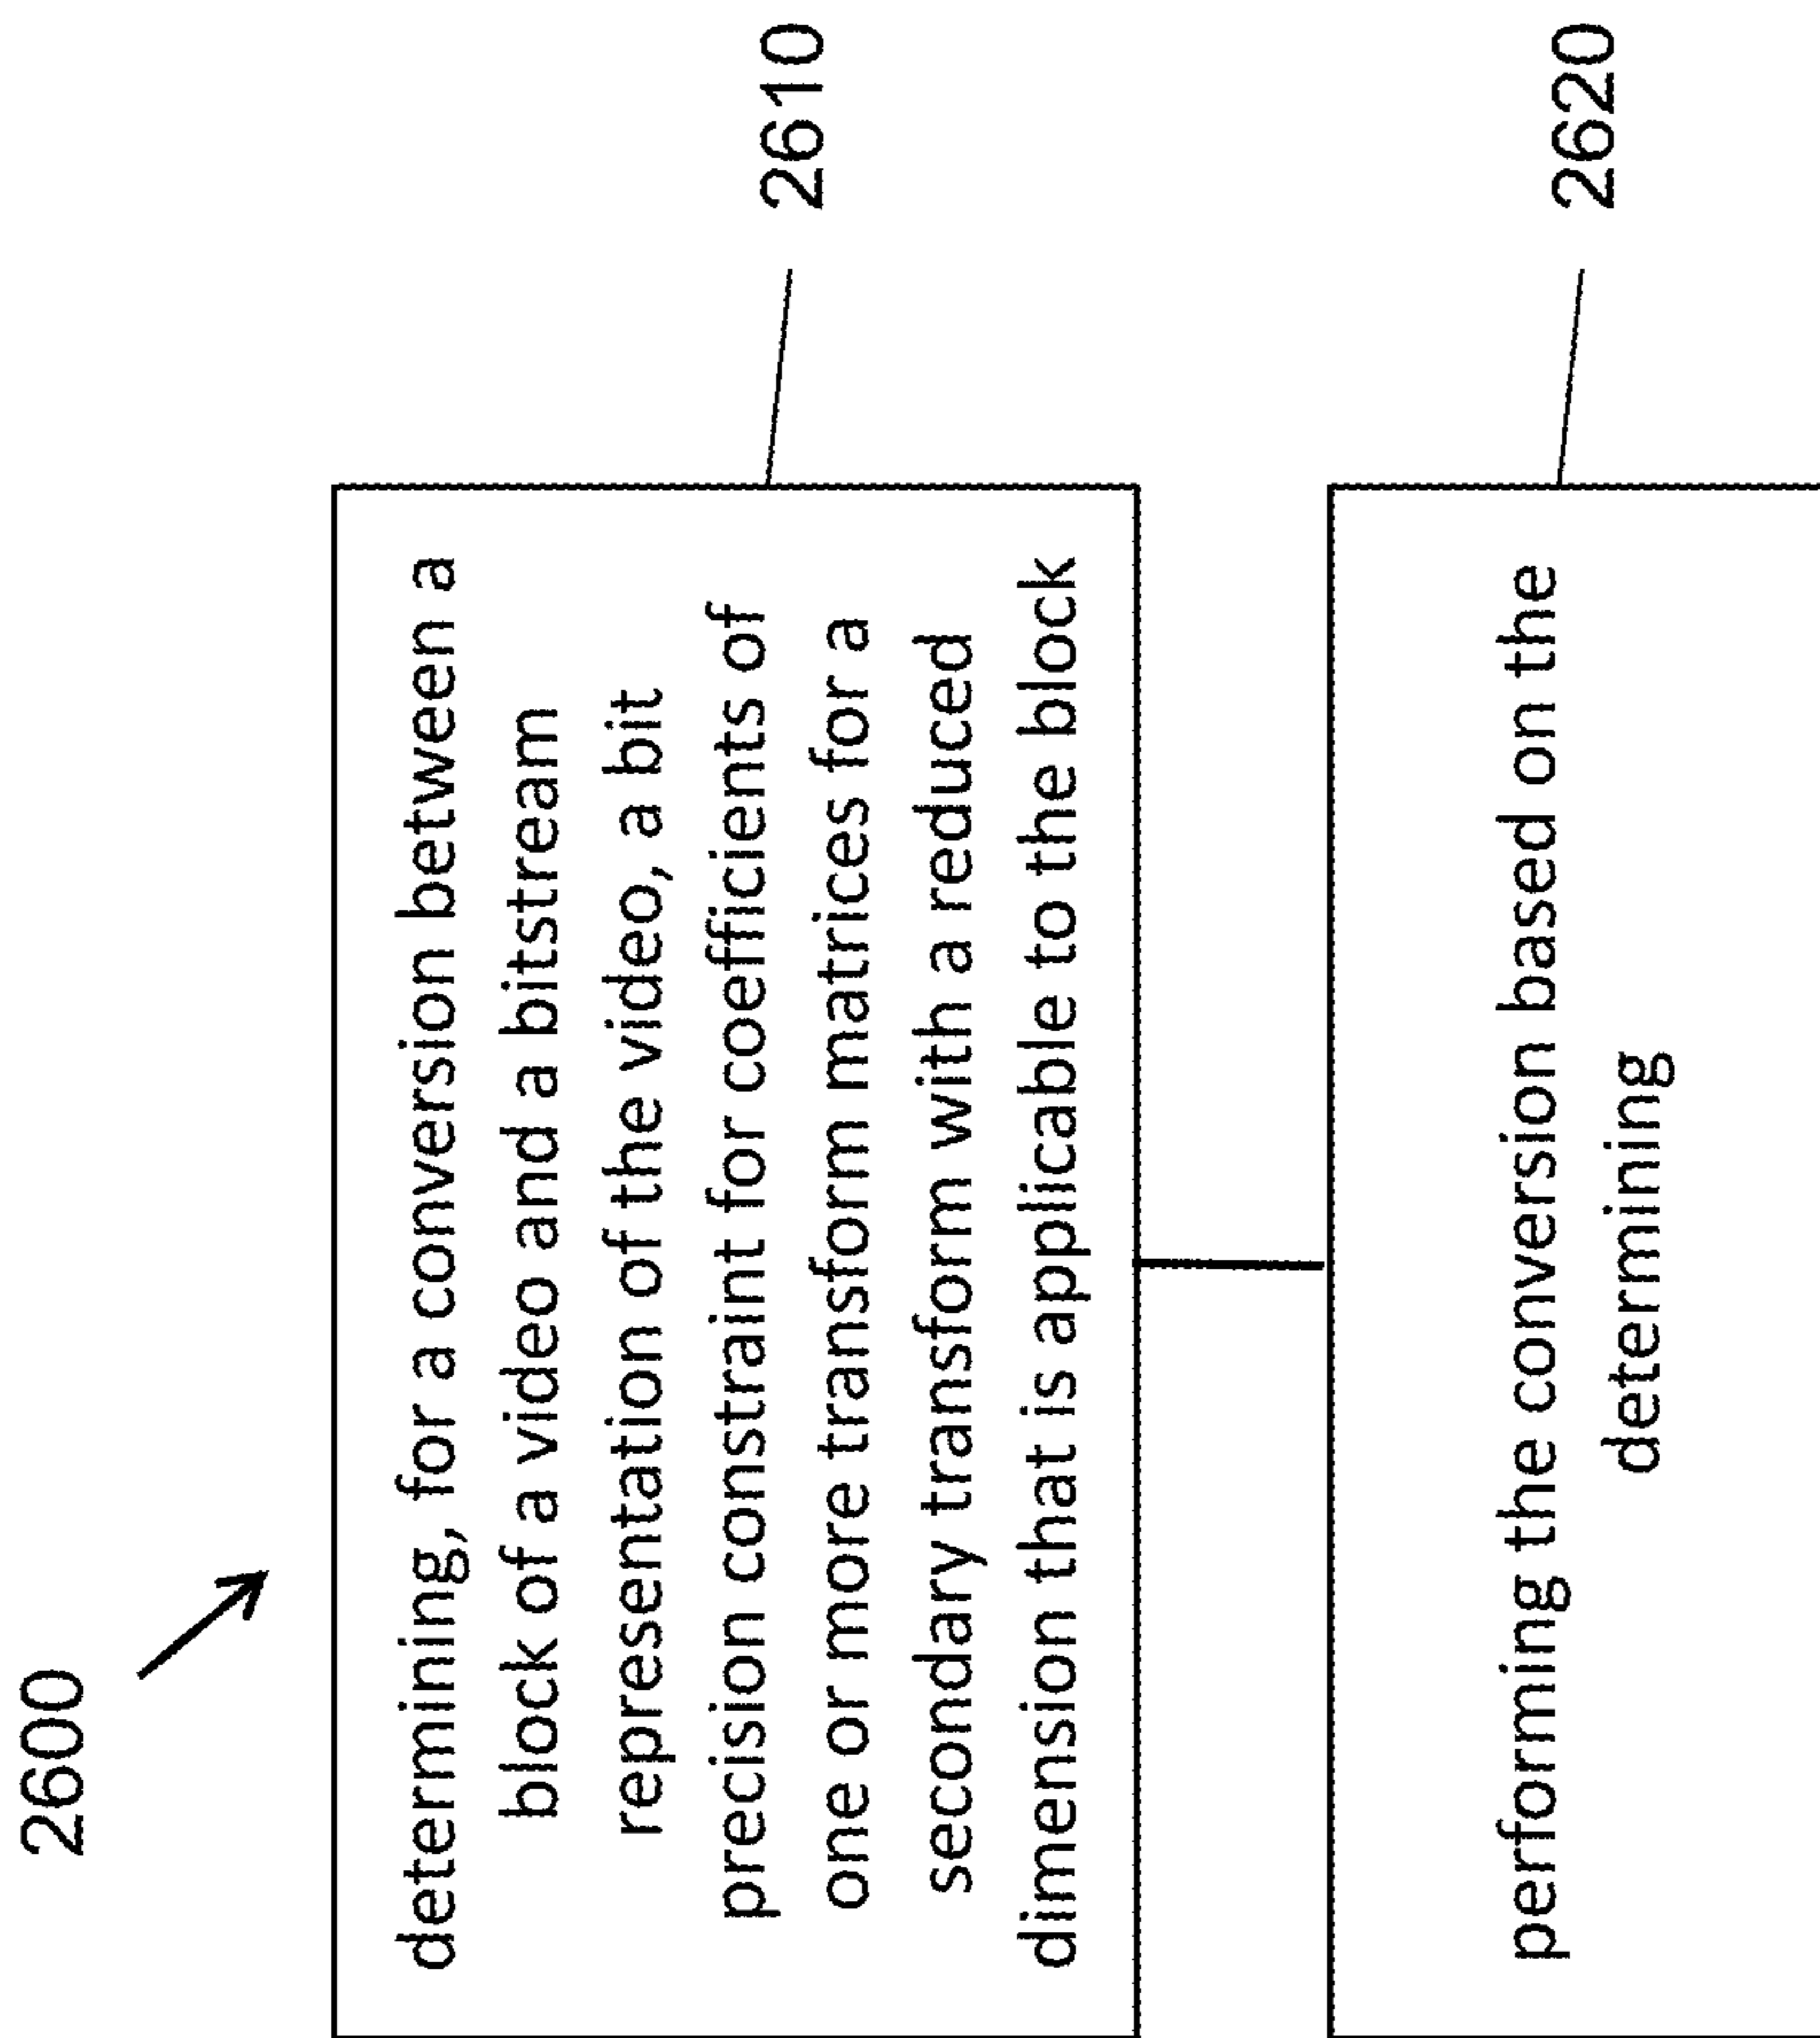 2600
determining, for a conversion between a
block of a video and a bitstream
representation of the video, a bit
precision constraint for coefficients of
one or more transform matrices for a
secondary transform with a reduced
dimension that is applicable to the block
2610
performing the conversion based on the
determining
2620